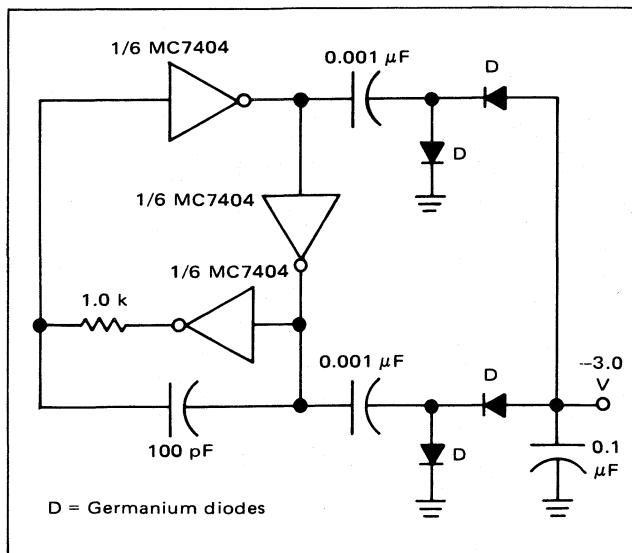 1/6 MC7404
0.001 μF
D
D
1/6 MC7404
1/6 MC7404
1.0 k
0.001 μF
–3.0
V
D
100 pF
D
0.1
μF
D = Germanium diodes